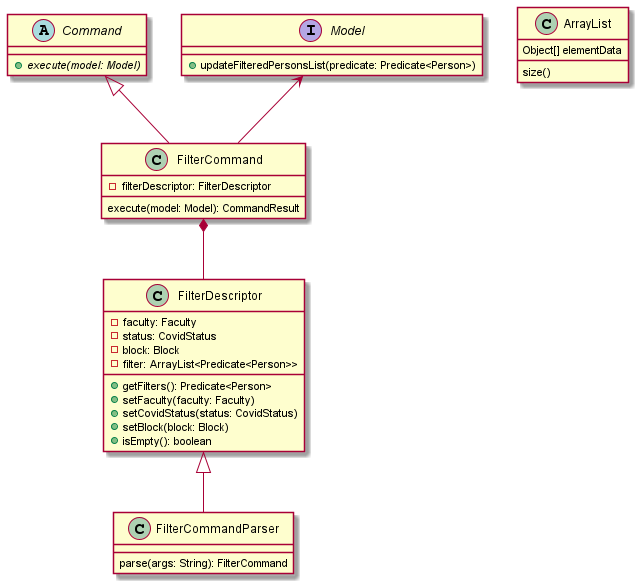 A Command
execute(model: Model)
I Model
updateFilteredPersonsList(predicate: Predicate<Person>)
C ArrayList
Object[] elementData
size()
C FilterCommand
filterDescriptor: FilterDescriptor
execute(model: Model): CommandResult
C FilterDescriptor
faculty: Faculty
status: CovidStatus
block: Block
filter: ArrayList<Predicate<Person>>
getFilters(): Predicate<Person>
setFaculty(faculty: Faculty)
setCovidStatus(status: CovidStatus)
setBlock(block: Block)
isEmpty(): boolean
C FilterCommandParser
parse(args: String): FilterCommand